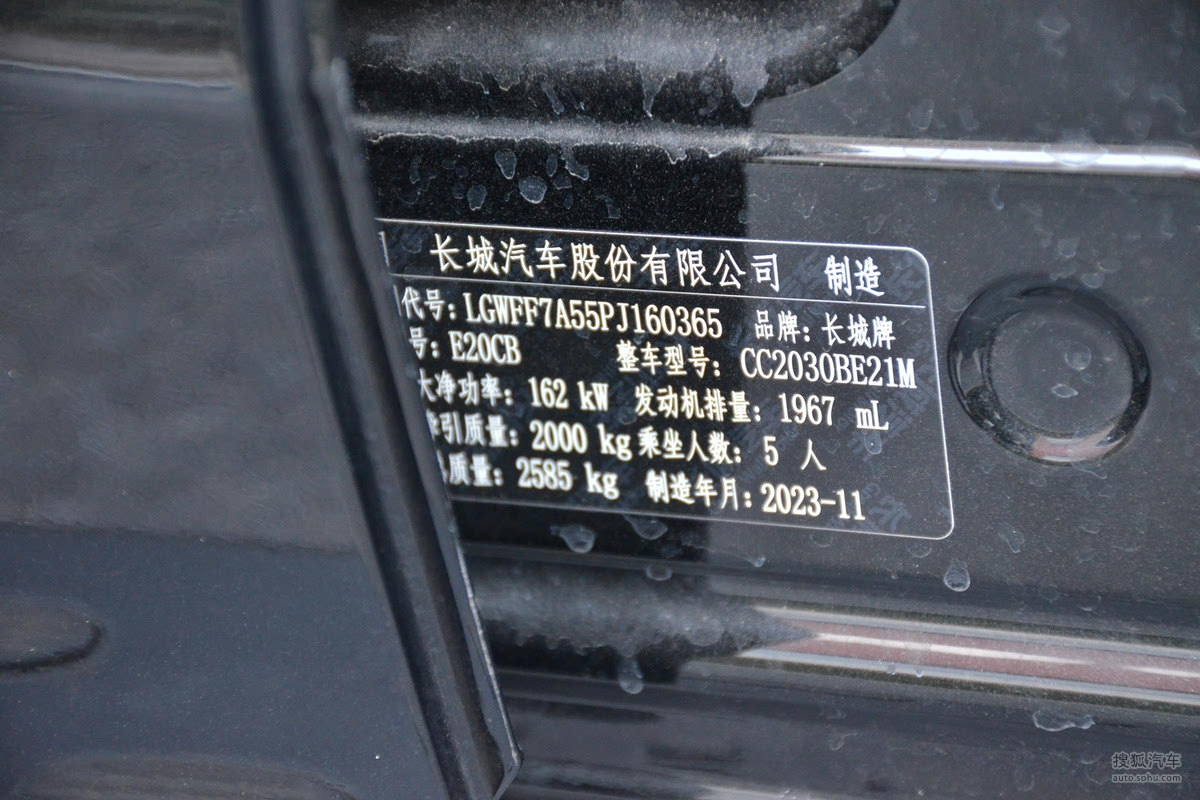 长城汽车股份有限公司 制造
代号: LGWFF7A55PJ160365 品牌: 长城牌
号: E20CB 整车型号: CC2030BE21M
大净功率: 162 kW 发动机排量: 1967 mL
牵引质量: 2000 kg 乘坐人数: 5 人
质量: 2585 kg 制造年月: 2023-11
搜狐汽车
auto.sohu.com